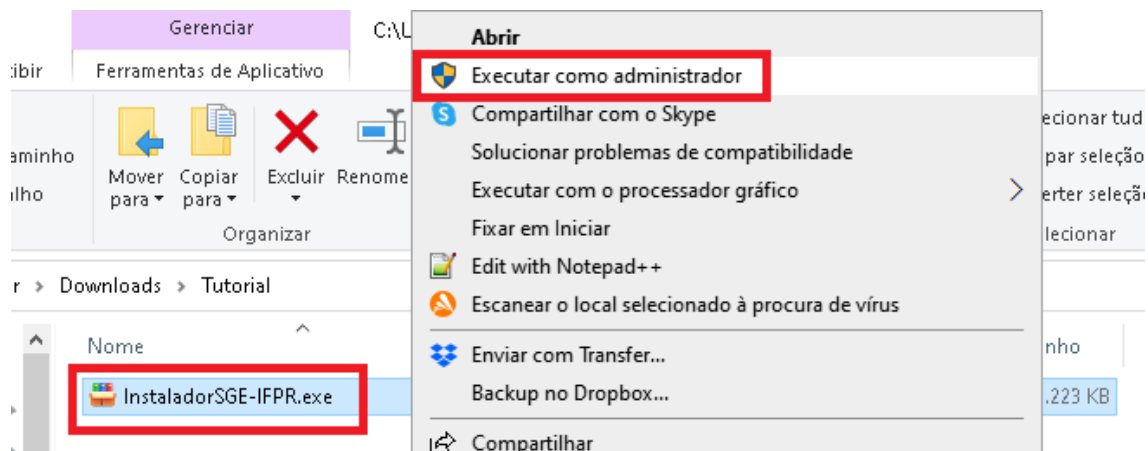 Gerenciar
C:\L
ibir
Ferramentas de Aplicativo
aminho
lho
Mover
para
Copiar
para
Excluir
Renome
Organizar
r > Downloads > Tutorial
Nome
InstaladorSGE-IFPR.exe
Abrir
Executar como administrador
Compartilhar com o Skype
Solucionar problemas de compatibilidade
Executar com o processador gráfico
Fixar em Iniciar
Edit with Notepad++
Escanear o local selecionado à procura de vírus
Enviar com Transfer...
Backup no Dropbox...
Compartilhar
ecionar tud
par seleção
erter seleçã
lecionar
nho
.223 KB